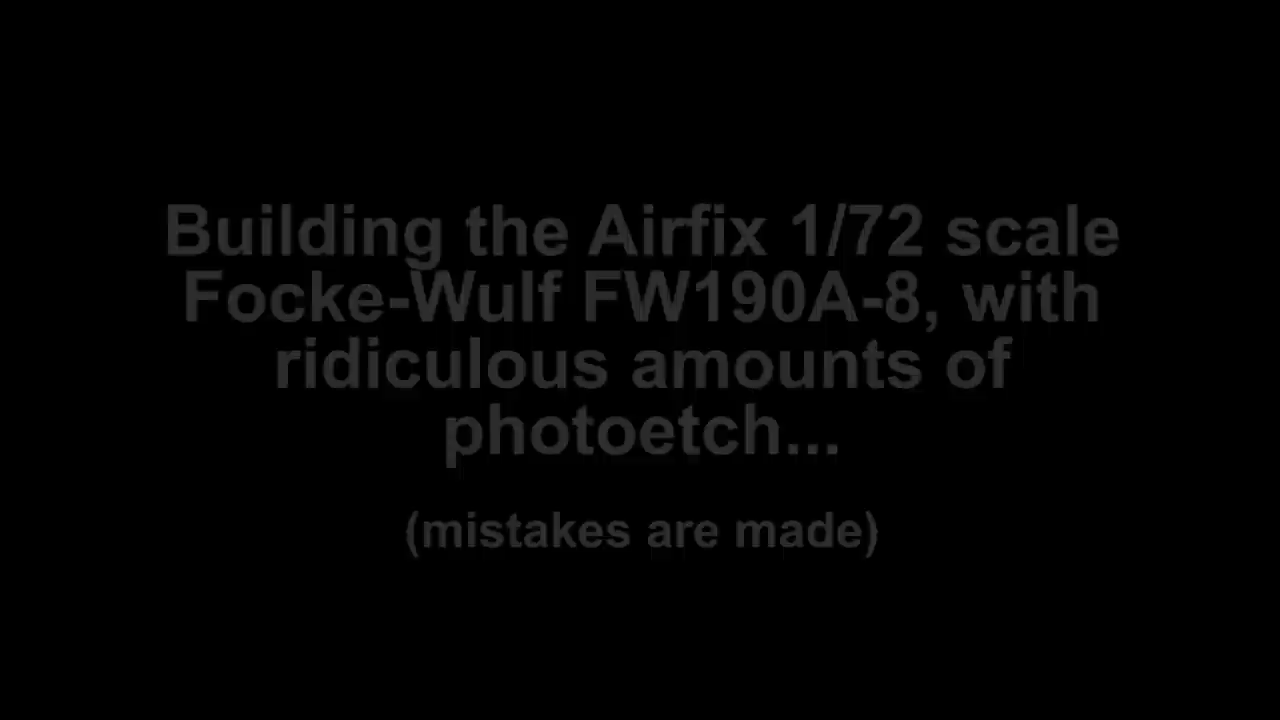 Building the Airfix 1/72 scale
Focke-Wulf FW190A-8, with
ridiculous amounts of
photoetch...
(mistakes are made)